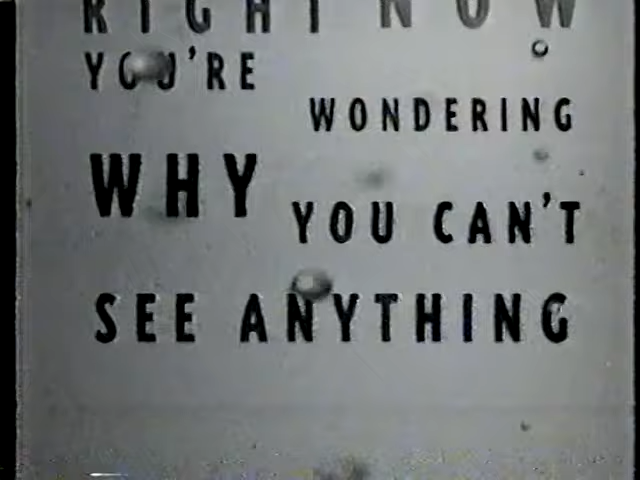 RIGHT NOW
YOU'RE
WONDERING
WHY
YOU CAN'T
SEE ANYTHING